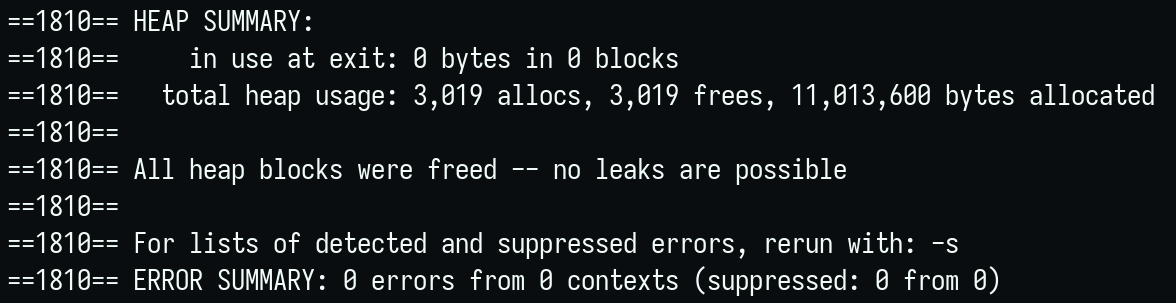 ==1810== HEAP SUMMARY:
==1810==     in use at exit: 0 bytes in 0 blocks
==1810==   total heap usage: 3,019 allocs, 3,019 frees, 11,013,600 bytes allocated
==1810==
==1810== All heap blocks were freed -- no leaks are possible
==1810==
==1810== For lists of detected and suppressed errors, rerun with: -s
==1810== ERROR SUMMARY: 0 errors from 0 contexts (suppressed: 0 from 0)